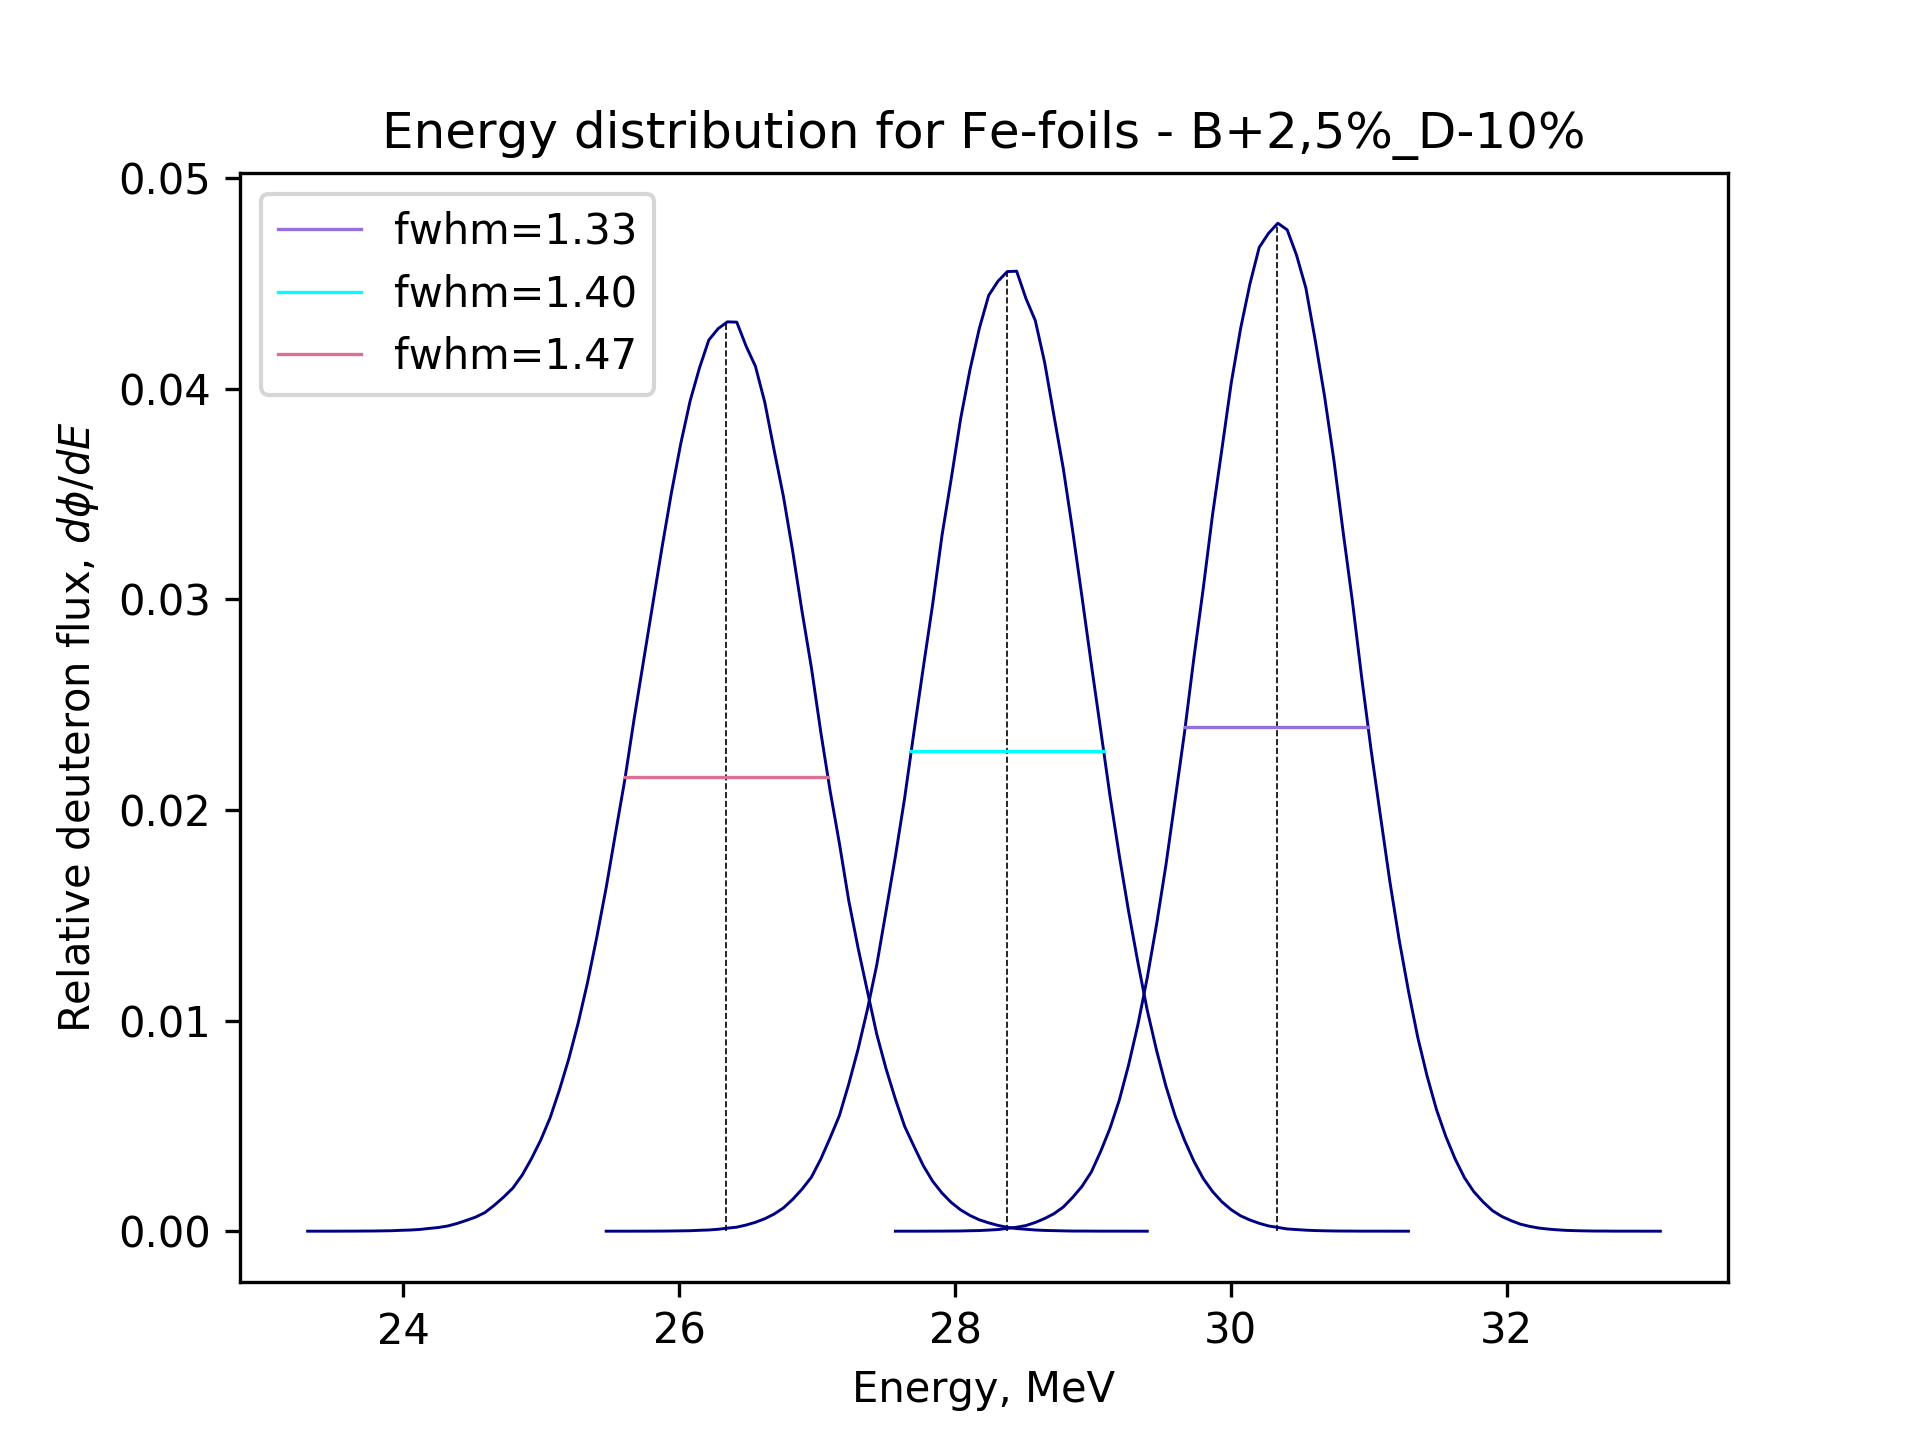 Energy distribution for Fe-foils - B+2,5%_D-10%
fwhm=1.33
fwhm=1.40
fwhm=1.47
0.05
0.04
0.03
0.02
0.01
0.00
Relative deuteron flux, dϕ/dE
24 26 28 30 32
Energy, MeV